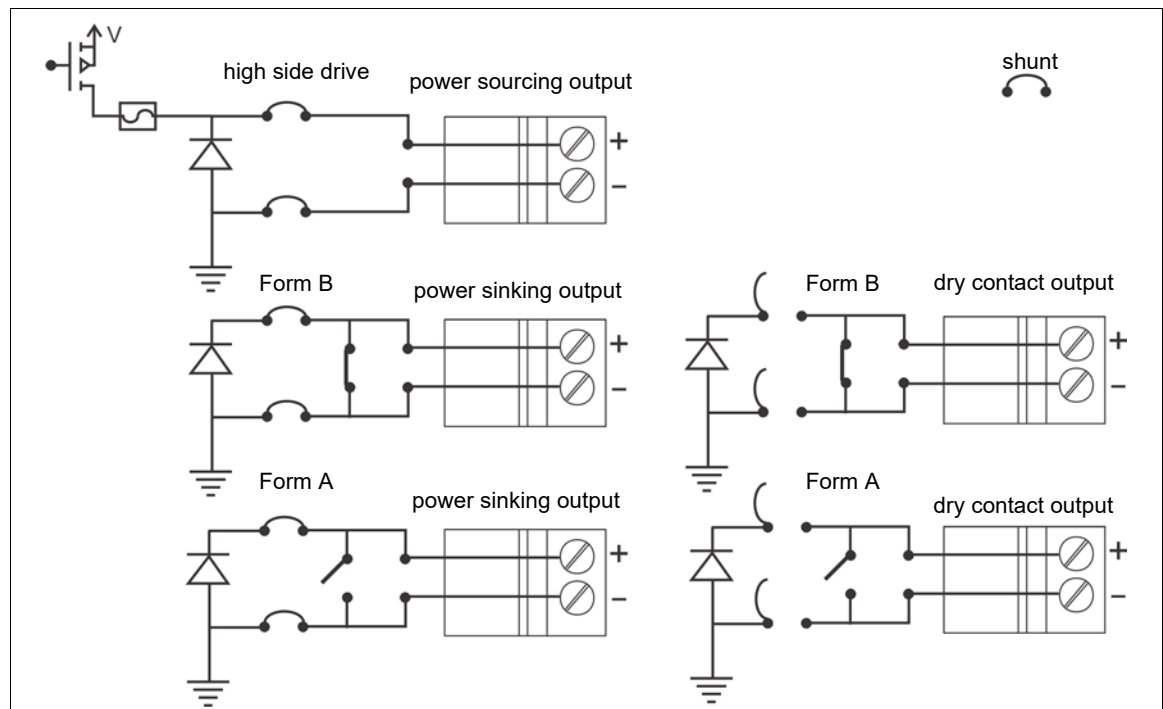 V
high side drive
power sourcing output
shunt
+
−
Form B
power sinking output
+
−
Form B
dry contact output
+
−
Form A
power sinking output
+
−
Form A
dry contact output
+
−